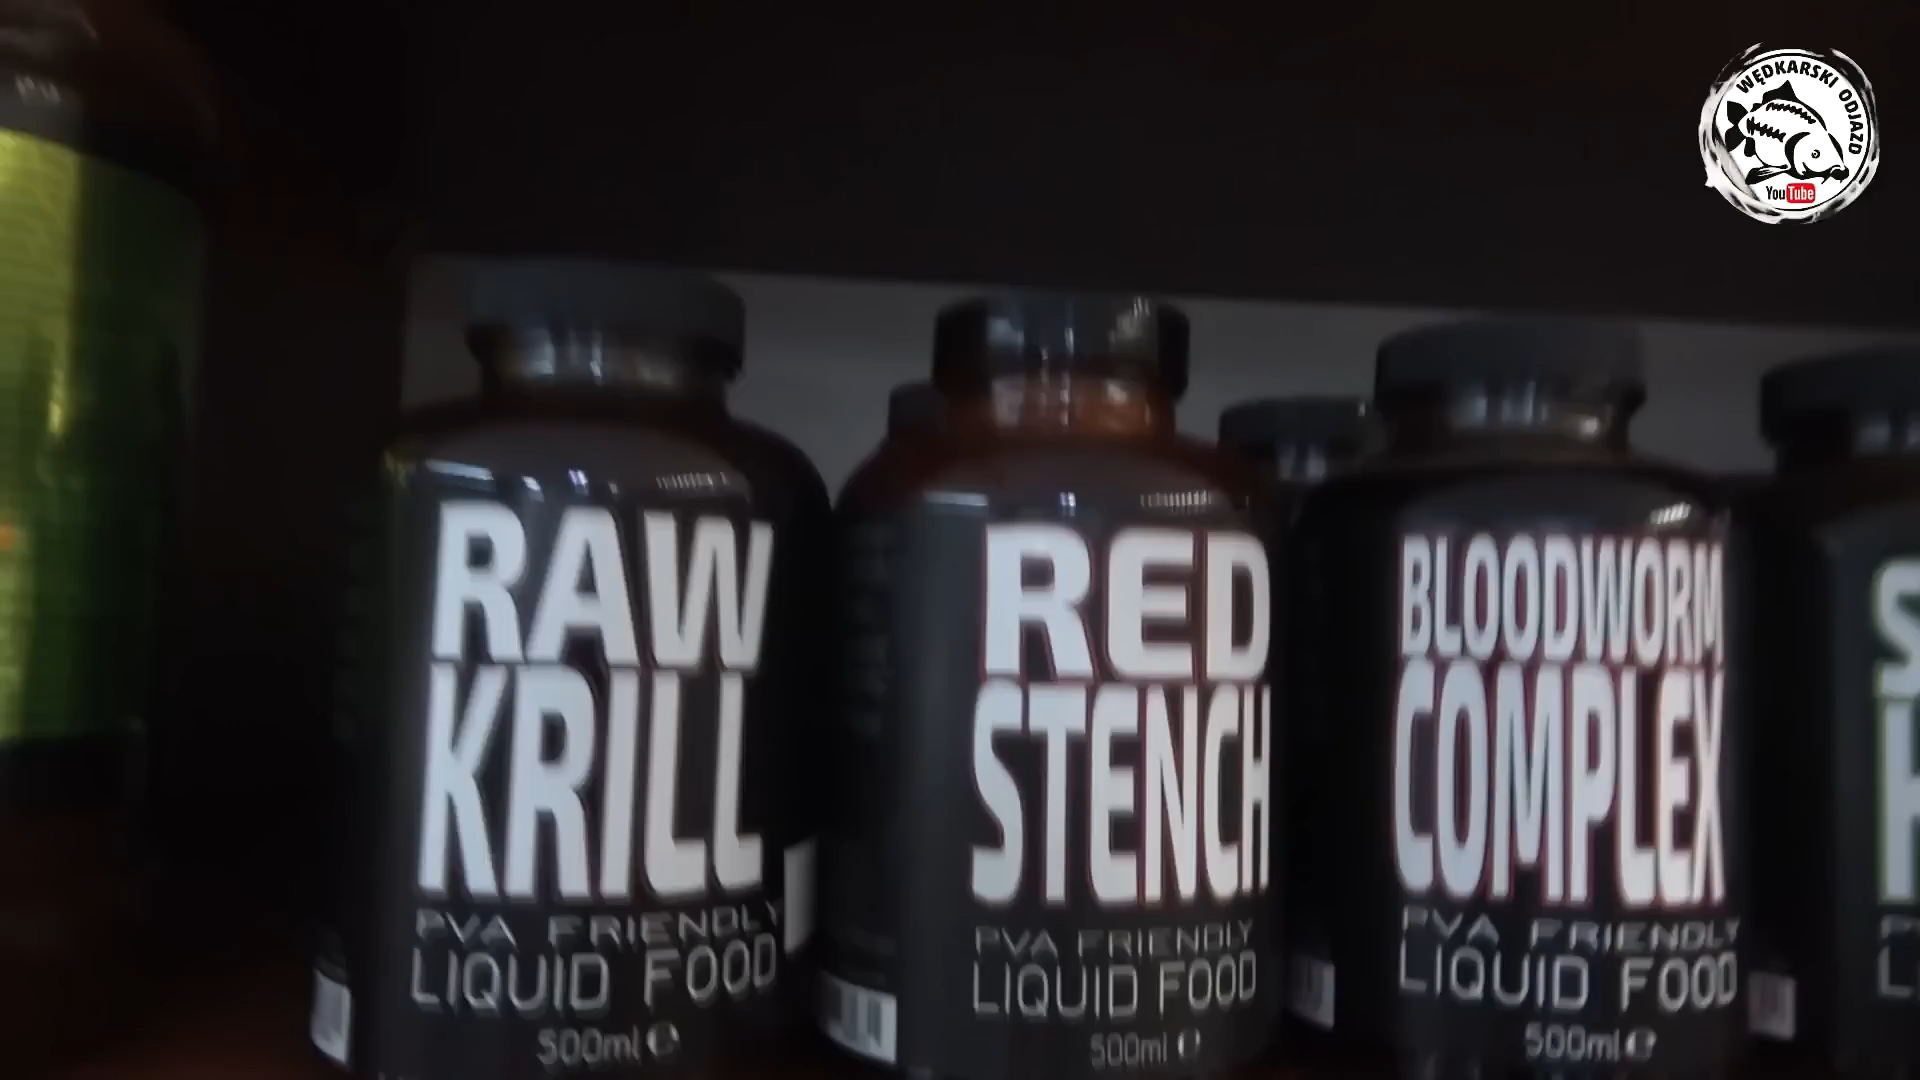 WĘDKARSKI ODJAZD
YouTube
RAW
KRILL
PVA FRIENDLY
LIQUID FOOD
500ml e
RED
STENCH
PVA FRIENDLY
LIQUID FOOD
500ml e
BLOODWORM
COMPLEX
PVA FRIENDLY
LIQUID FOOD
500ml e